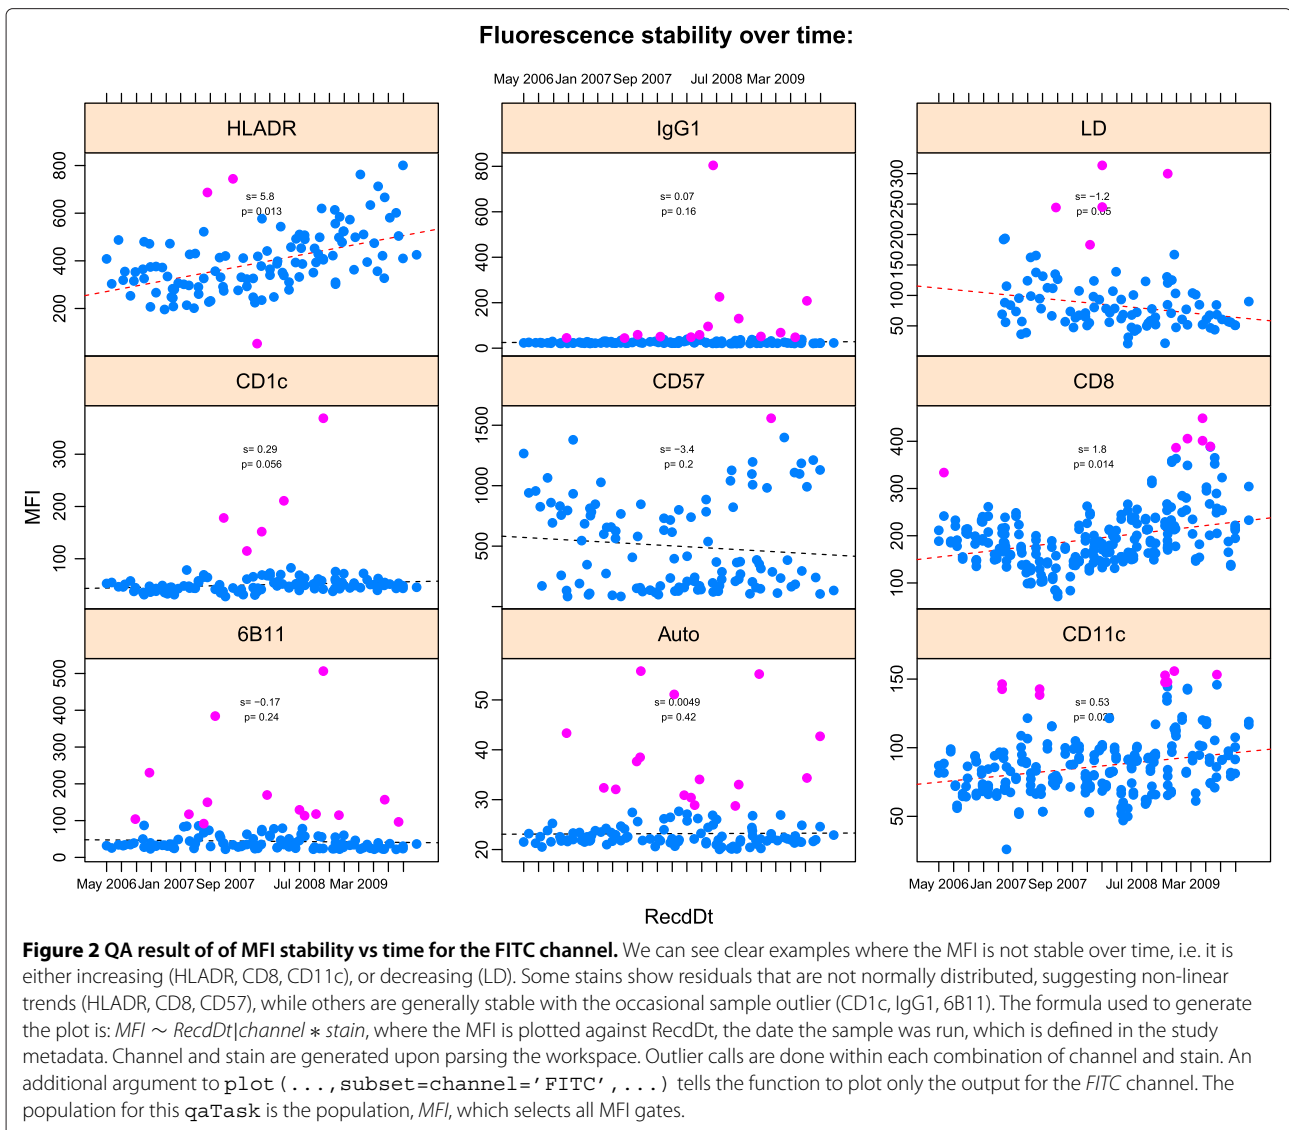 Fluorescence stability over time:
May 2006 Jan 2007 Sep 2007 Jul 2008 Mar 2009
HLADR IgG1 LD
800
600
400
200
s= 5.8
p= 0.013
800
600
400
200
0
s= 0.07
p= 0.16
300
250
200
150
100
50
s= −1.2
CD1c CD57 CD8
MFI
300
200
100
s= 0.29
p= 0.056
1500
1000
500
s= −3.4
p= 0.2
400
300
200
100
s= 1.8
p= 0.014
6B11 Auto CD11c
500
400
300
200
100
0
s= −0.17
p= 0.24
50
40
30
20
s= 0.0049
p= 0.42
150
100
50
s= 0.53
May 2006 Jan 2007 Sep 2007 Jul 2008 Mar 2009 May 2006 Jan 2007 Sep 2007 Jul 2008 Mar 2009
RecdDt
Figure 2 QA result of of MFI stability vs time for the FITC channel. We can see clear examples where the MFI is not stable over time, i.e. it is
either increasing (HLADR, CD8, CD11c), or decreasing (LD). Some stains show residuals that are not normally distributed, suggesting non-linear
trends (HLADR, CD8, CD57), while others are generally stable with the occasional sample outlier (CD1c, IgG1, 6B11). The formula used to generate
the plot is: MFI ∼ RecdDt|channel ∗ stain, where the MFI is plotted against RecdDt, the date the sample was run, which is defined in the study
metadata. Channel and stain are generated upon parsing the workspace. Outlier calls are done within each combination of channel and stain. An
additional argument to plot(...,subset=channel='FITC',...) tells the function to plot only the output for the FITC channel. The
population for this qaTask is the population, MFI, which selects all MFI gates.